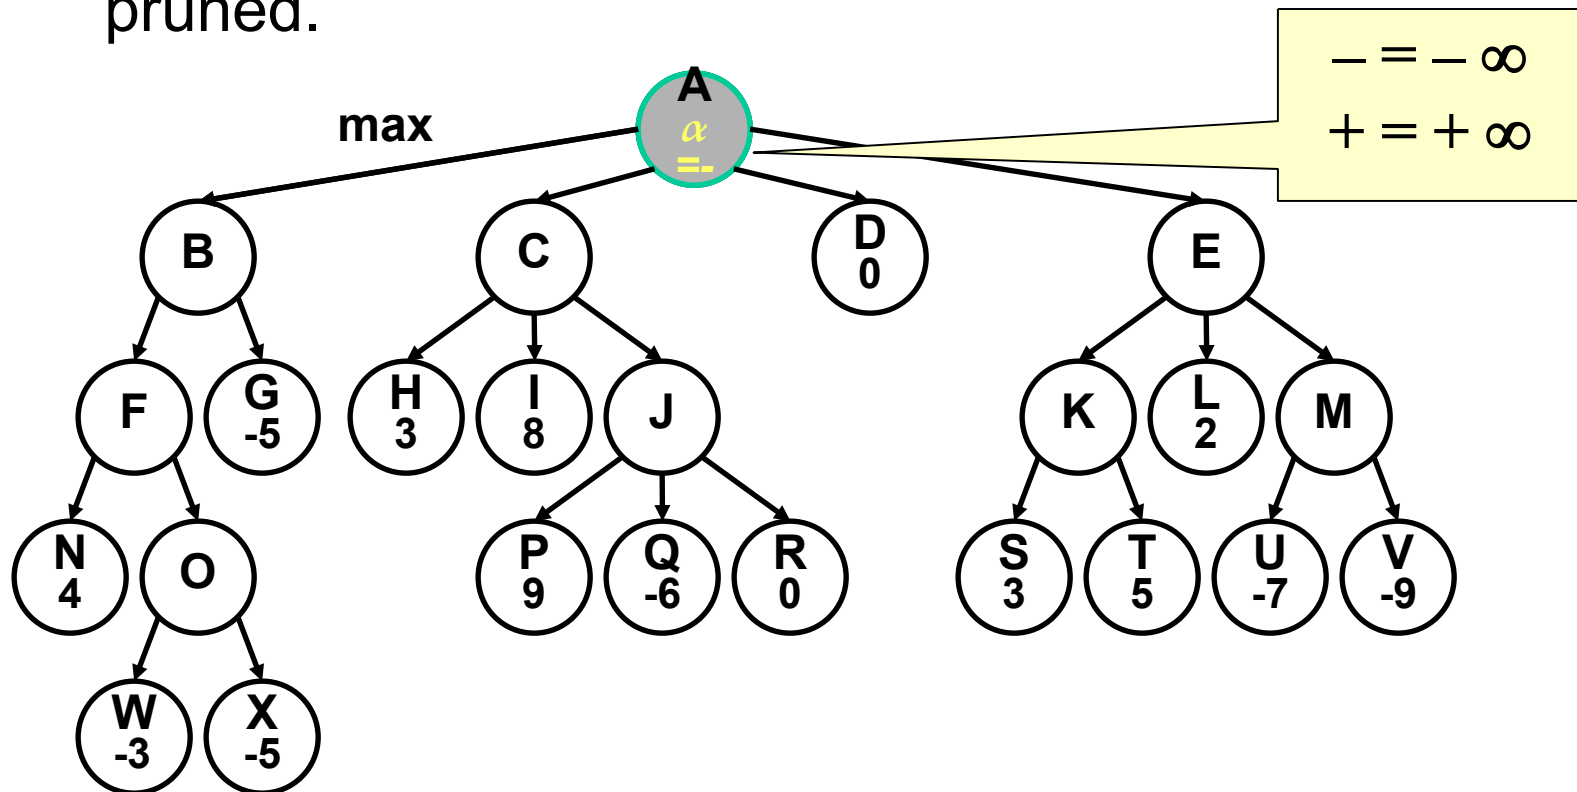 pruned.
– = – ∞
+ = + ∞
max
A
α
=-
B
C
D
0
E
F
G
-5
H
3
I
8
J
K
L
2
M
N
4
O
P
9
Q
-6
R
0
S
3
T
5
U
-7
V
-9
W
-3
X
-5